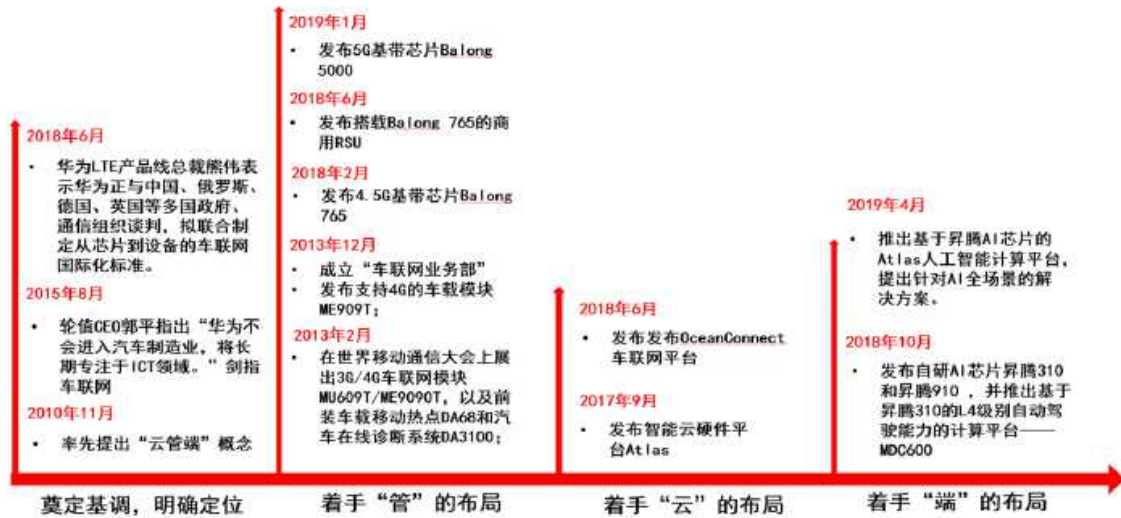 2018年6月
• 华为LTE产品线总裁熊伟表
示华为正与中国、俄罗斯、
德国、英国等多国政府、
通信组织谈判，拟联合制
定从芯片到设备的车联网
国际化标准。
2015年8月
• 轮值CEO郭平指出“华为不
会进入汽车制造业，将长
期专注于ICT领域。”剑指
车联网
2010年11月
• 率先提出“云管端”概念
奠定基调，明确定位
2019年1月
• 发布5G基带芯片Balong
5000
2018年6月
• 发布搭载Balong 765的商
用RSU
2018年2月
• 发布4.5G基带芯片Balong
765
2013年12月
• 成立“车联网业务部”
• 发布支持4G的车载模块
ME909T；
2013年2月
• 在世界移动通信大会上展
出3G/4G车联网模块
MU609T/ME9090T，以及前
装车载移动热点DA68和汽
车在线诊断系统DA3100；
着手“管”的布局
2018年6月
• 发布发布OceanConnect
车联网平台
2017年9月
• 发布智能云硬件平
台Atlas
着手“云”的布局
2019年4月
• 推出基于昇腾AI芯片的
Atlas人工智能计算平台，
提出针对AI全场景的解
决方案。
2018年10月
• 发布自研AI芯片昇腾310
和昇腾910 ，并推出基于
昇腾310的L4级别自动驾
驶能力的计算平台——
MDC600
着手“端”的布局